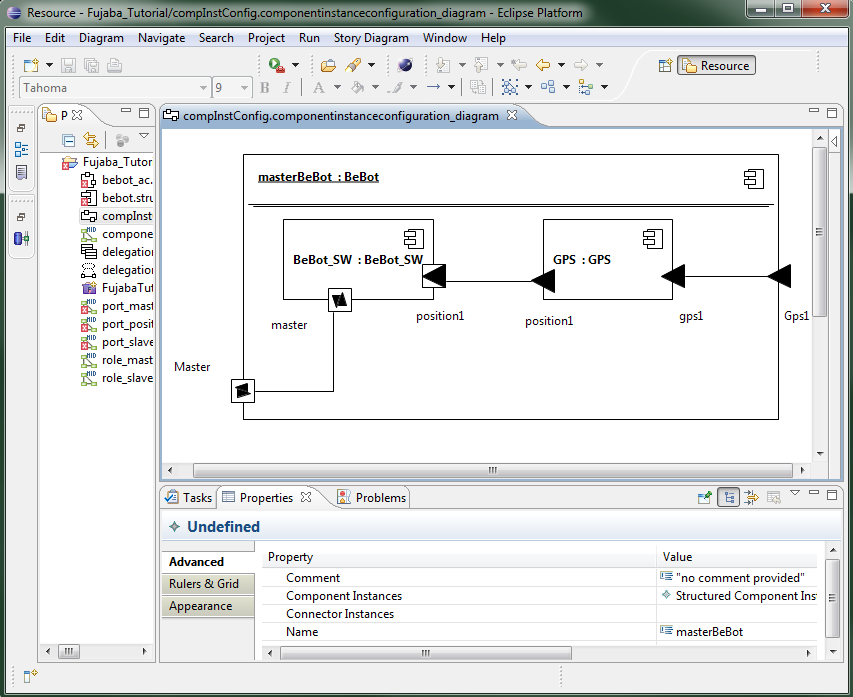 Resource - Fujaba_Tutorial/compInstConfig.componentinstanceconfiguration_diagram - Eclipse Platform
File Edit Diagram Navigate Search Project Run Story Diagram Window Help
Resource
Tahoma 9 B I A
P
compInstConfig.componentinstanceconfiguration_diagram
Fujaba_Tutor
bebot_ac.
bebot.stru
compInst
compone
delegation
delegation
FujabaTut
port_mast
port_posit
port_slave
role_mast
role_slave
masterBeBot : BeBot
BeBot_SW : BeBot_SW
GPS : GPS
master
position1
position1
gps1
Gps1
Master
Tasks Properties Problems
Undefined
Advanced
Rulers & Grid
Appearance
Property Value
Comment "no comment provided"
Component Instances Structured Component Ins
Connector Instances
Name masterBeBot